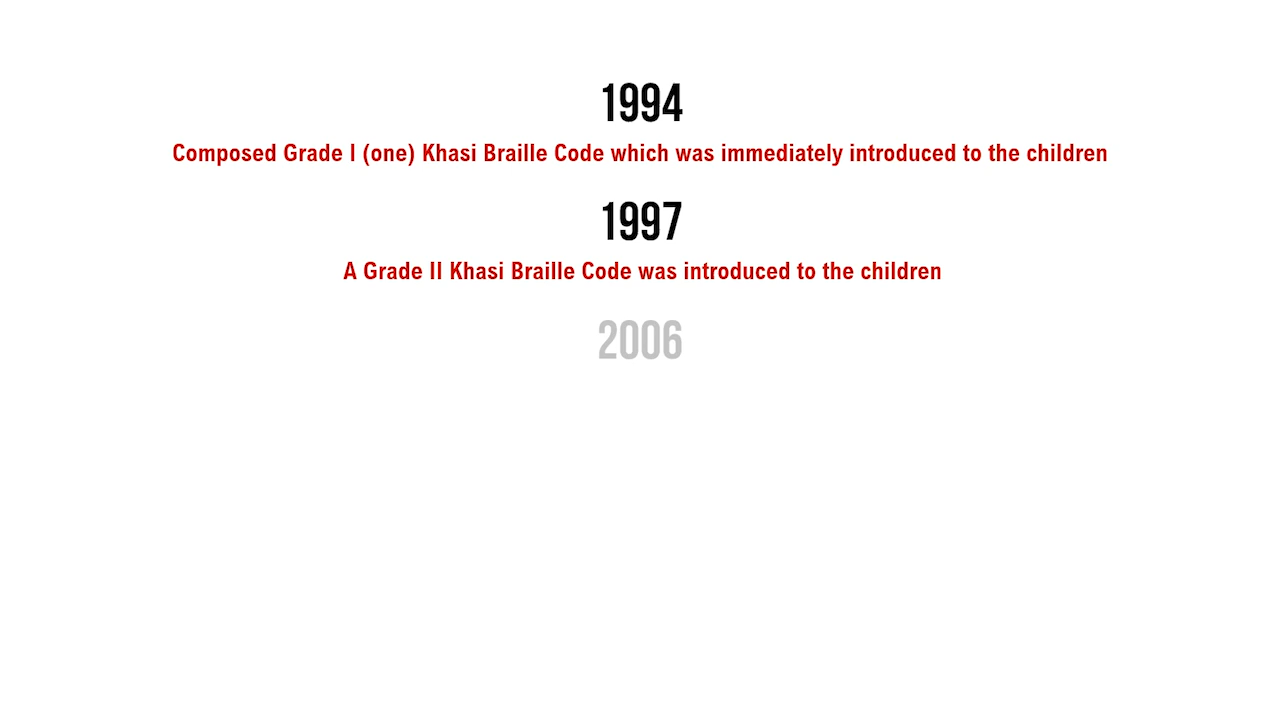 1994
Composed Grade I (one) Khasi Braille Code which was immediately introduced to the children
1997
A Grade II Khasi Braille Code was introduced to the children
2006